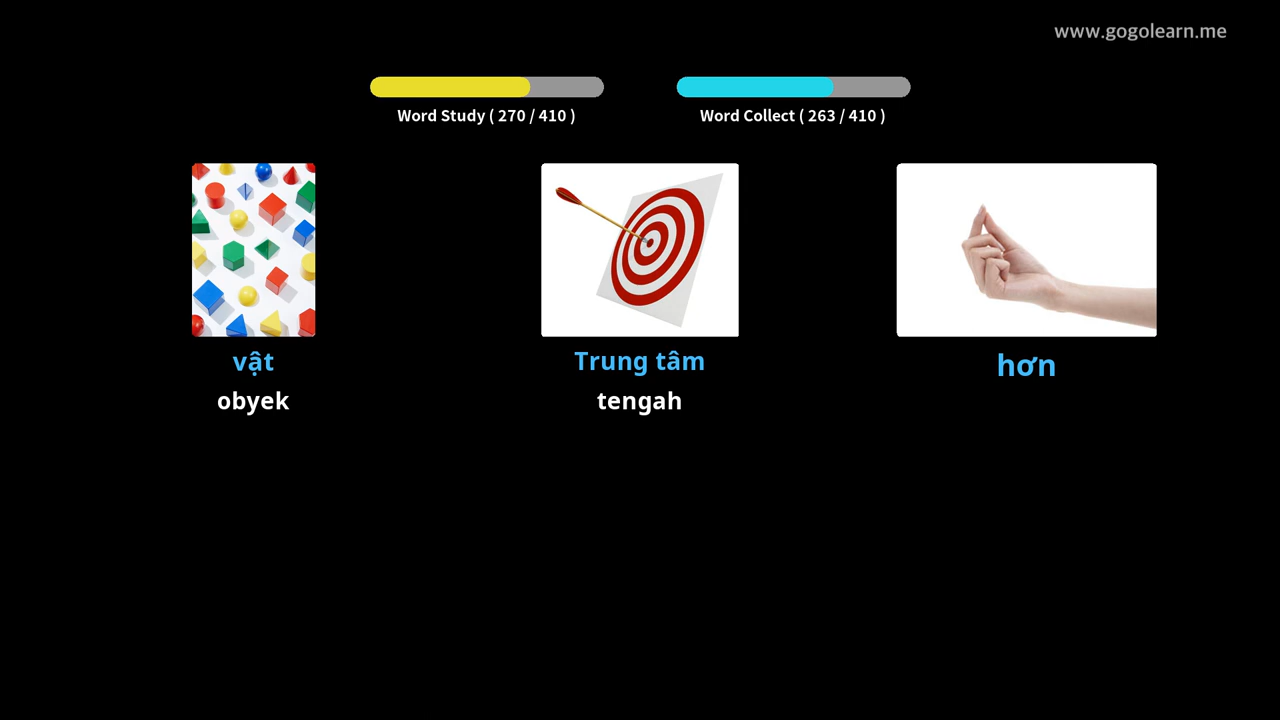 www.gogolearn.me
Word Study ( 270 / 410 )
Word Collect ( 263 / 410 )
vật
obyek
Trung tâm
tengah
hơn